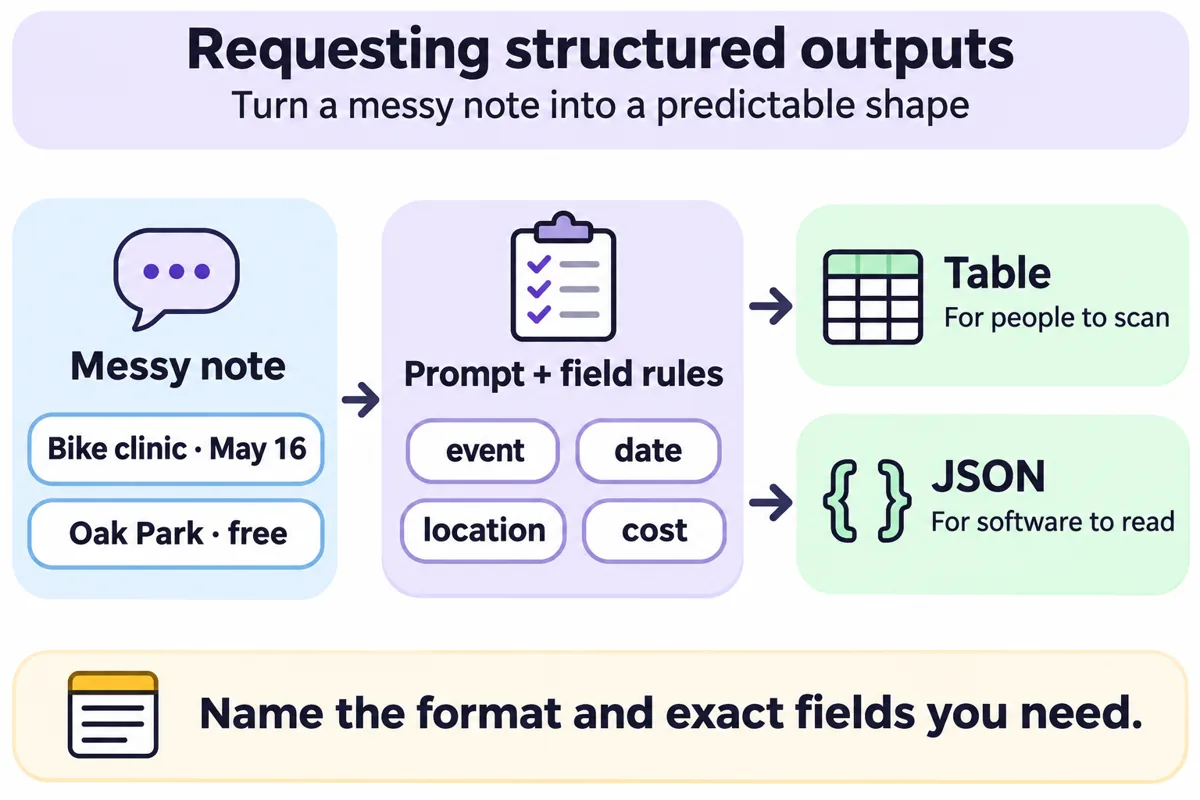 Requesting structured outputs
Turn a messy note into a predictable shape
Messy note
Bike clinic · May 16
Oak Park · free
Prompt + field rules
event
date
location
cost
Table
For people to scan
{ } JSON
For software to read
Name the format and exact fields you need.